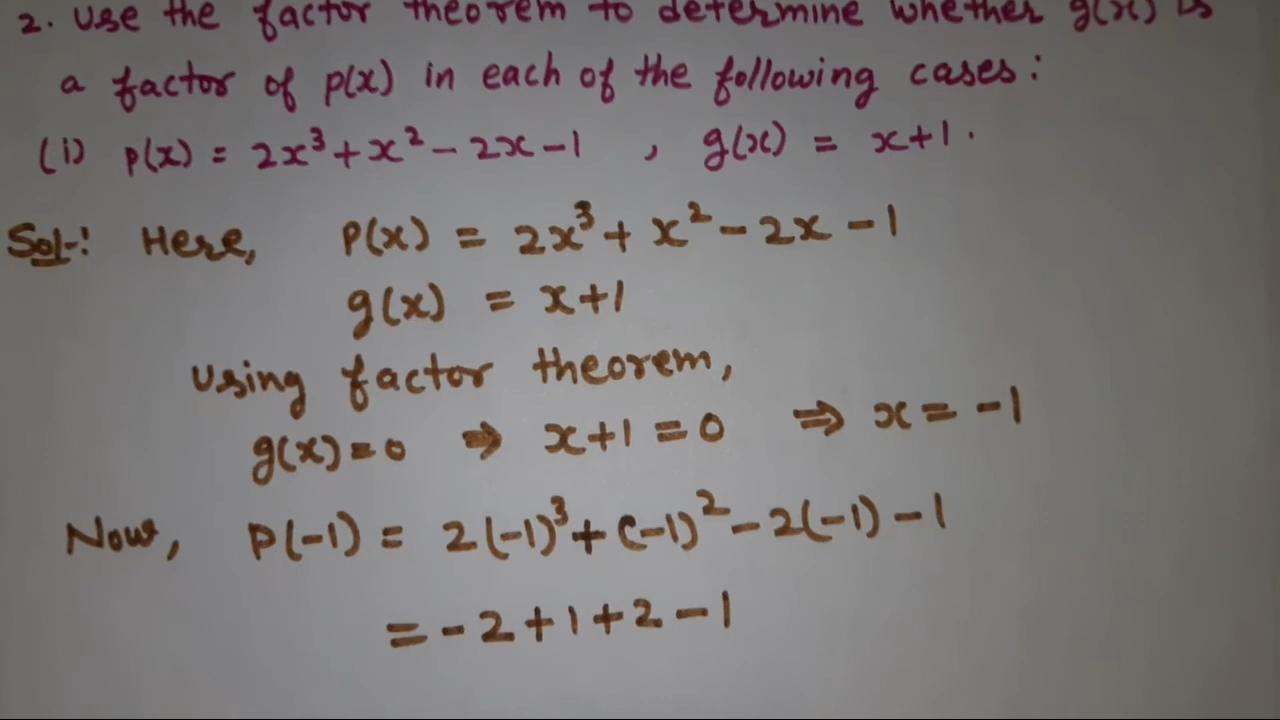 2. Use the factor theorem to determine whether g(x) is
a factor of p(x) in each of the following cases:
(i) p(x) = 2x³+x²-2x-1 , g(x) = x+1.
Sol-: Here, p(x) = 2x³+x²-2x-1
g(x) = x+1
Using factor theorem,
g(x)=0 ⇒ x+1=0 ⇒ x=-1
Now, p(-1) = 2(-1)³+(-1)²-2(-1)-1
=-2+1+2-1